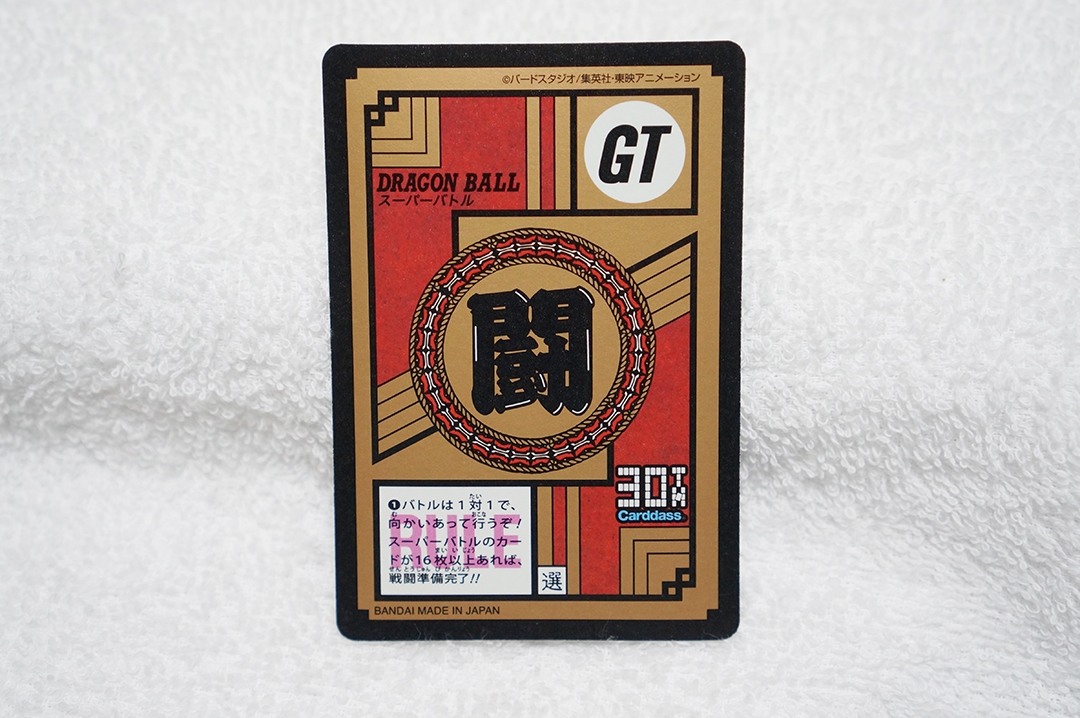 ©バードスタジオ/集英社・東映アニメーション
GT
DRAGON BALL
スーパーバトル
闘
30TH
Carddass
RULE
❶バトルは1対1で、
向かいあって行うぞ!
スーパーバトルのカー
ドが16枚以上あれば、
戦闘準備完了!!
選
BANDAI MADE IN JAPAN